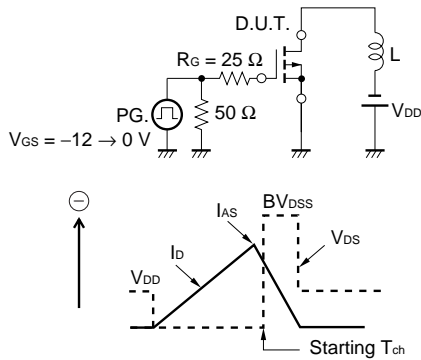 D.U.T.
RG = 25 Ω
L
PG.
50 Ω
VDD
VGS = −12 → 0 V
−
IAS
BVDSS
ID
VDS
VDD
Starting Tch